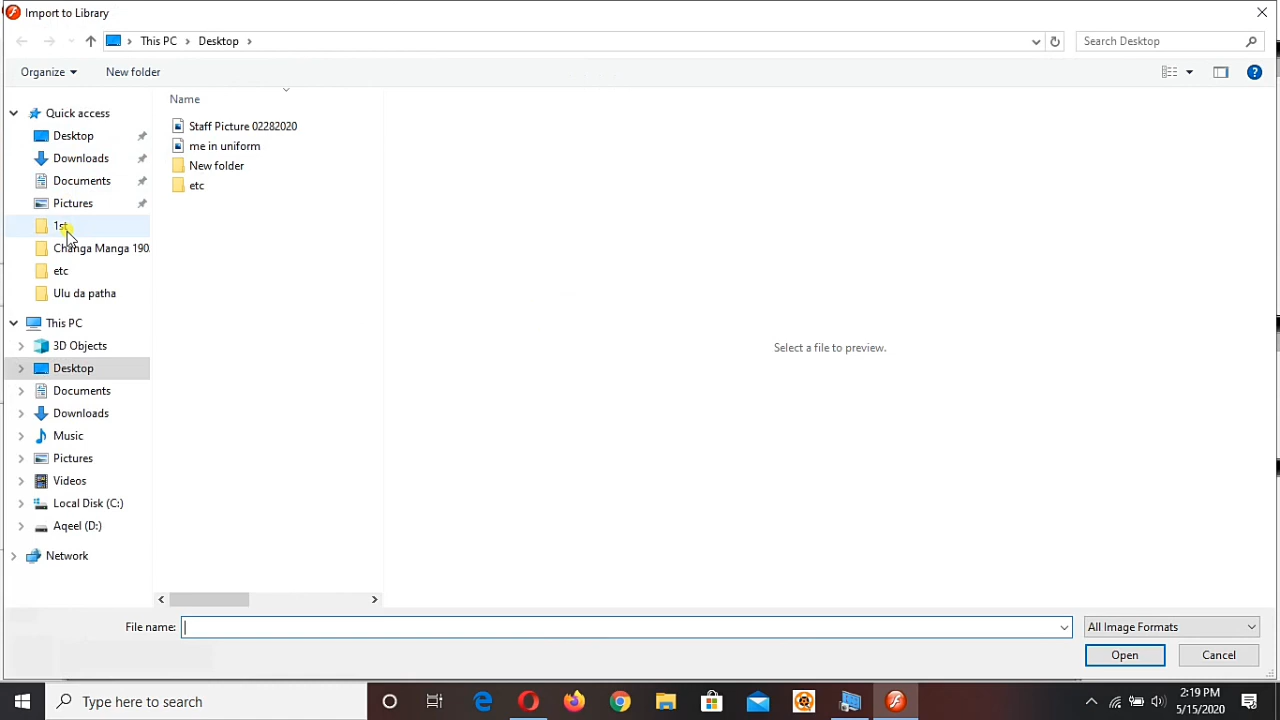 Import to Library
This PC
Desktop
Search Desktop
Organize
New folder
Name
Quick access
Desktop
Downloads
Documents
Pictures
1st
Changa Manga 190
etc
Ulu da patha
This PC
3D Objects
Desktop
Documents
Downloads
Music
Pictures
Videos
Local Disk (C:)
Aqeel (D:)
Network
Staff Picture 02282020
me in uniform
New folder
etc
Select a file to preview.
File name:
All Image Formats
Open
Cancel
Type here to search
2:19 PM
5/15/2020